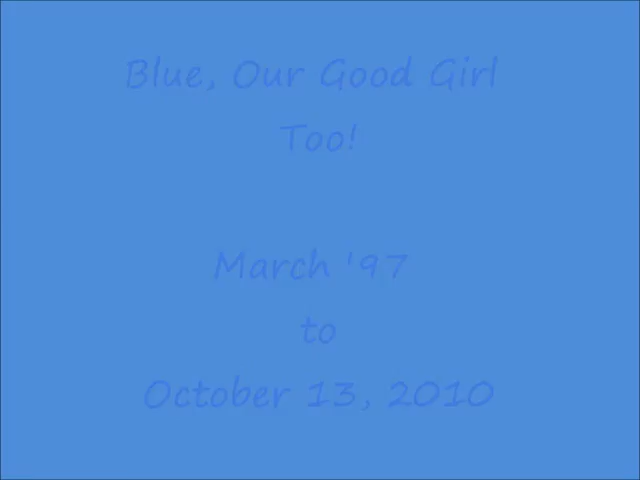 Blue, Our Good Girl
Too!
March '97
to
October 13, 2010